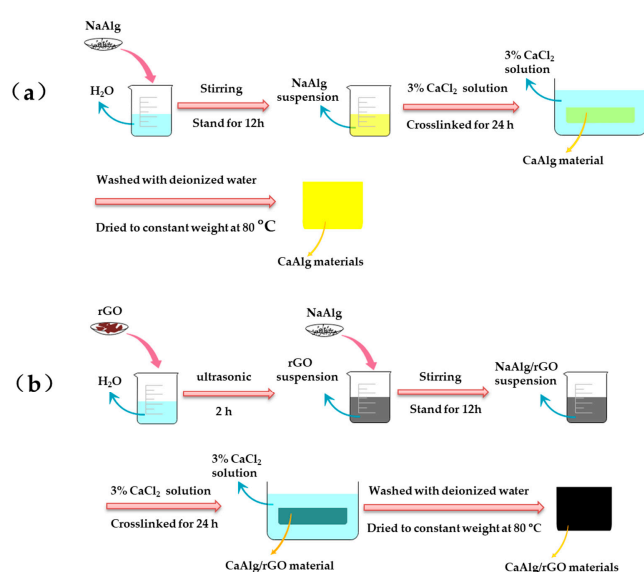 NaAlg
(a)
H₂O
Stirring
Stand for 12h
NaAlg
suspension
3% CaCl₂ solution
Crosslinked for 24 h
3% CaCl₂
solution
CaAlg material
Washed with deionized water
Dried to constant weight at 80 °C
CaAlg materials
rGO
(b)
H₂O
ultrasonic
2 h
rGO
suspension
NaAlg
Stirring
Stand for 12h
NaAlg/rGO
suspension
3% CaCl₂ solution
Crosslinked for 24 h
3% CaCl₂
solution
CaAlg/rGO material
Washed with deionized water
Dried to constant weight at 80 °C
CaAlg/rGO materials